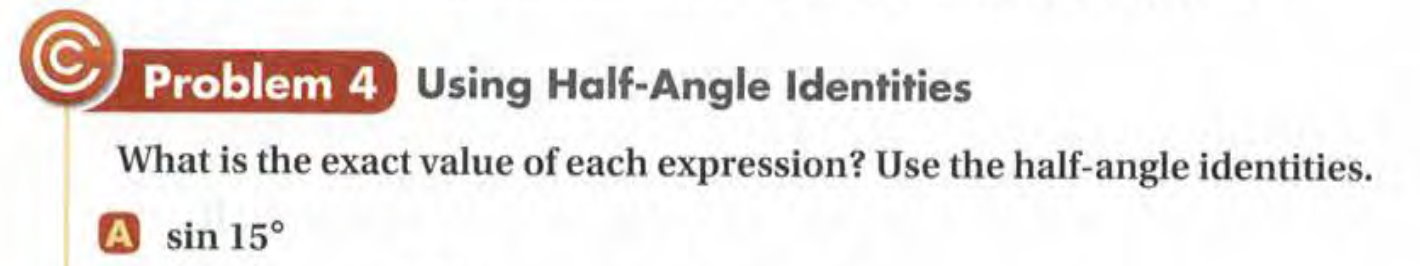 © Problem 4 Using Half-Angle Identities
What is the exact value of each expression? Use the half-angle identities.
A sin 15°